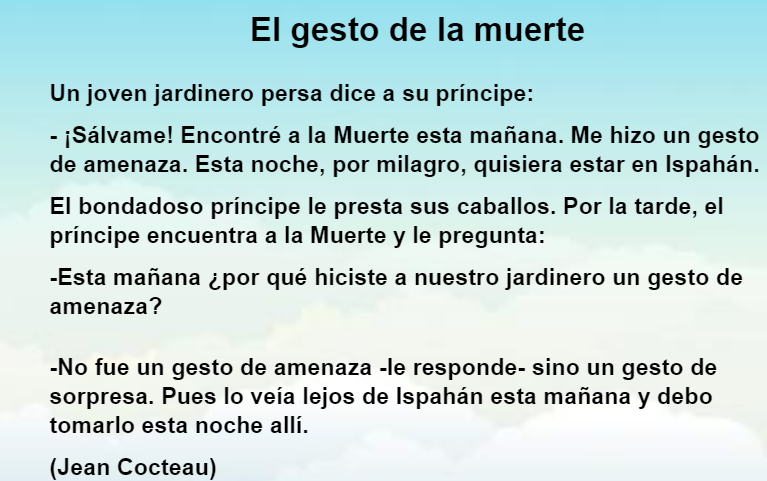 El gesto de la muerte
Un joven jardinero persa dice a su príncipe:
- ¡Sálvame! Encontré a la Muerte esta mañana. Me hizo un gesto
de amenaza. Esta noche, por milagro, quisiera estar en Ispahán.
El bondadoso príncipe le presta sus caballos. Por la tarde, el
príncipe encuentra a la Muerte y le pregunta:
-Esta mañana ¿por qué hiciste a nuestro jardinero un gesto de
amenaza?
-No fue un gesto de amenaza -le responde- sino un gesto de
sorpresa. Pues lo veía lejos de Ispahán esta mañana y debo
tomarlo esta noche allí.
(Jean Cocteau)